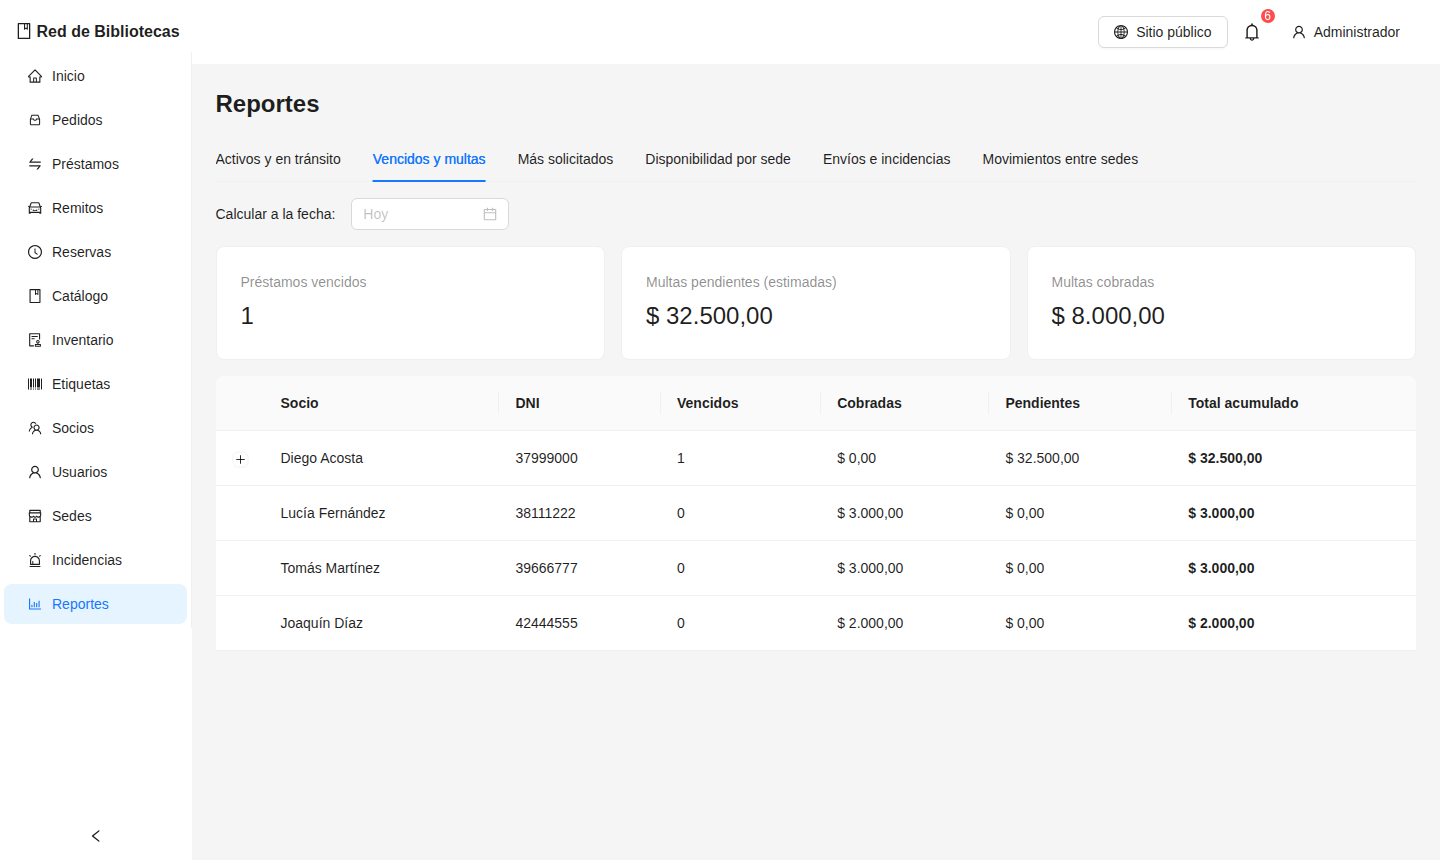 Red de Bibliotecas
Sitio público
6
Administrador
Inicio
Pedidos
Préstamos
Remitos
Reservas
Catálogo
Inventario
Etiquetas
Socios
Usuarios
Sedes
Incidencias
Reportes
Reportes
Activos y en tránsito Vencidos y multas Más solicitados Disponibilidad por sede Envíos e incidencias Movimientos entre sedes
Calcular a la fecha: Hoy
Préstamos vencidos
1
Multas pendientes (estimadas)
$ 32.500,00
Multas cobradas
$ 8.000,00
Socio DNI Vencidos Cobradas Pendientes Total acumulado
Diego Acosta 37999000 1 $ 0,00 $ 32.500,00 $ 32.500,00
Lucía Fernández 38111222 0 $ 3.000,00 $ 0,00 $ 3.000,00
Tomás Martínez 39666777 0 $ 3.000,00 $ 0,00 $ 3.000,00
Joaquín Díaz 42444555 0 $ 2.000,00 $ 0,00 $ 2.000,00